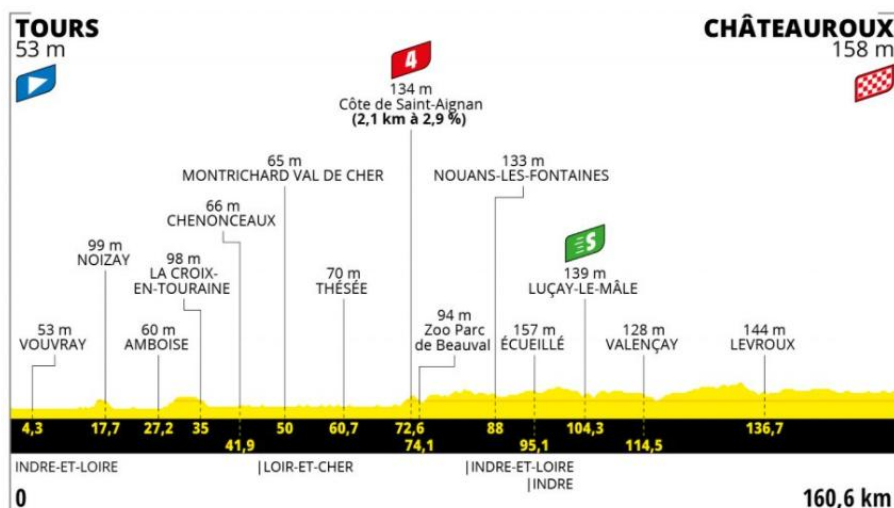 TOURS
53 m
CHÂTEAUROUX
158 m
4
134 m
Côte de Saint-Aignan
(2,1 km à 2,9 %)
65 m
MONTRICHARD VAL DE CHER
133 m
NOUANS-LES-FONTAINES
66 m
CHENONCEAUX
S
99 m
NOIZAY
98 m
LA CROIX-
EN-TOURAINE
70 m
THÉSÉE
139 m
LUÇAY-LE-MÂLE
53 m
VOUVRAY
60 m
AMBOISE
94 m
Zoo Parc
de Beauval
157 m
ÉCUEILLÉ
128 m
VALENÇAY
144 m
LEVROUX
4,3 17,7 27,2 35 50 60,7 72,6 88 104,3 136,7
41,9 74,1 95,1 114,5
INDRE-ET-LOIRE |LOIR-ET-CHER |INDRE-ET-LOIRE
|INDRE
0 160,6 km